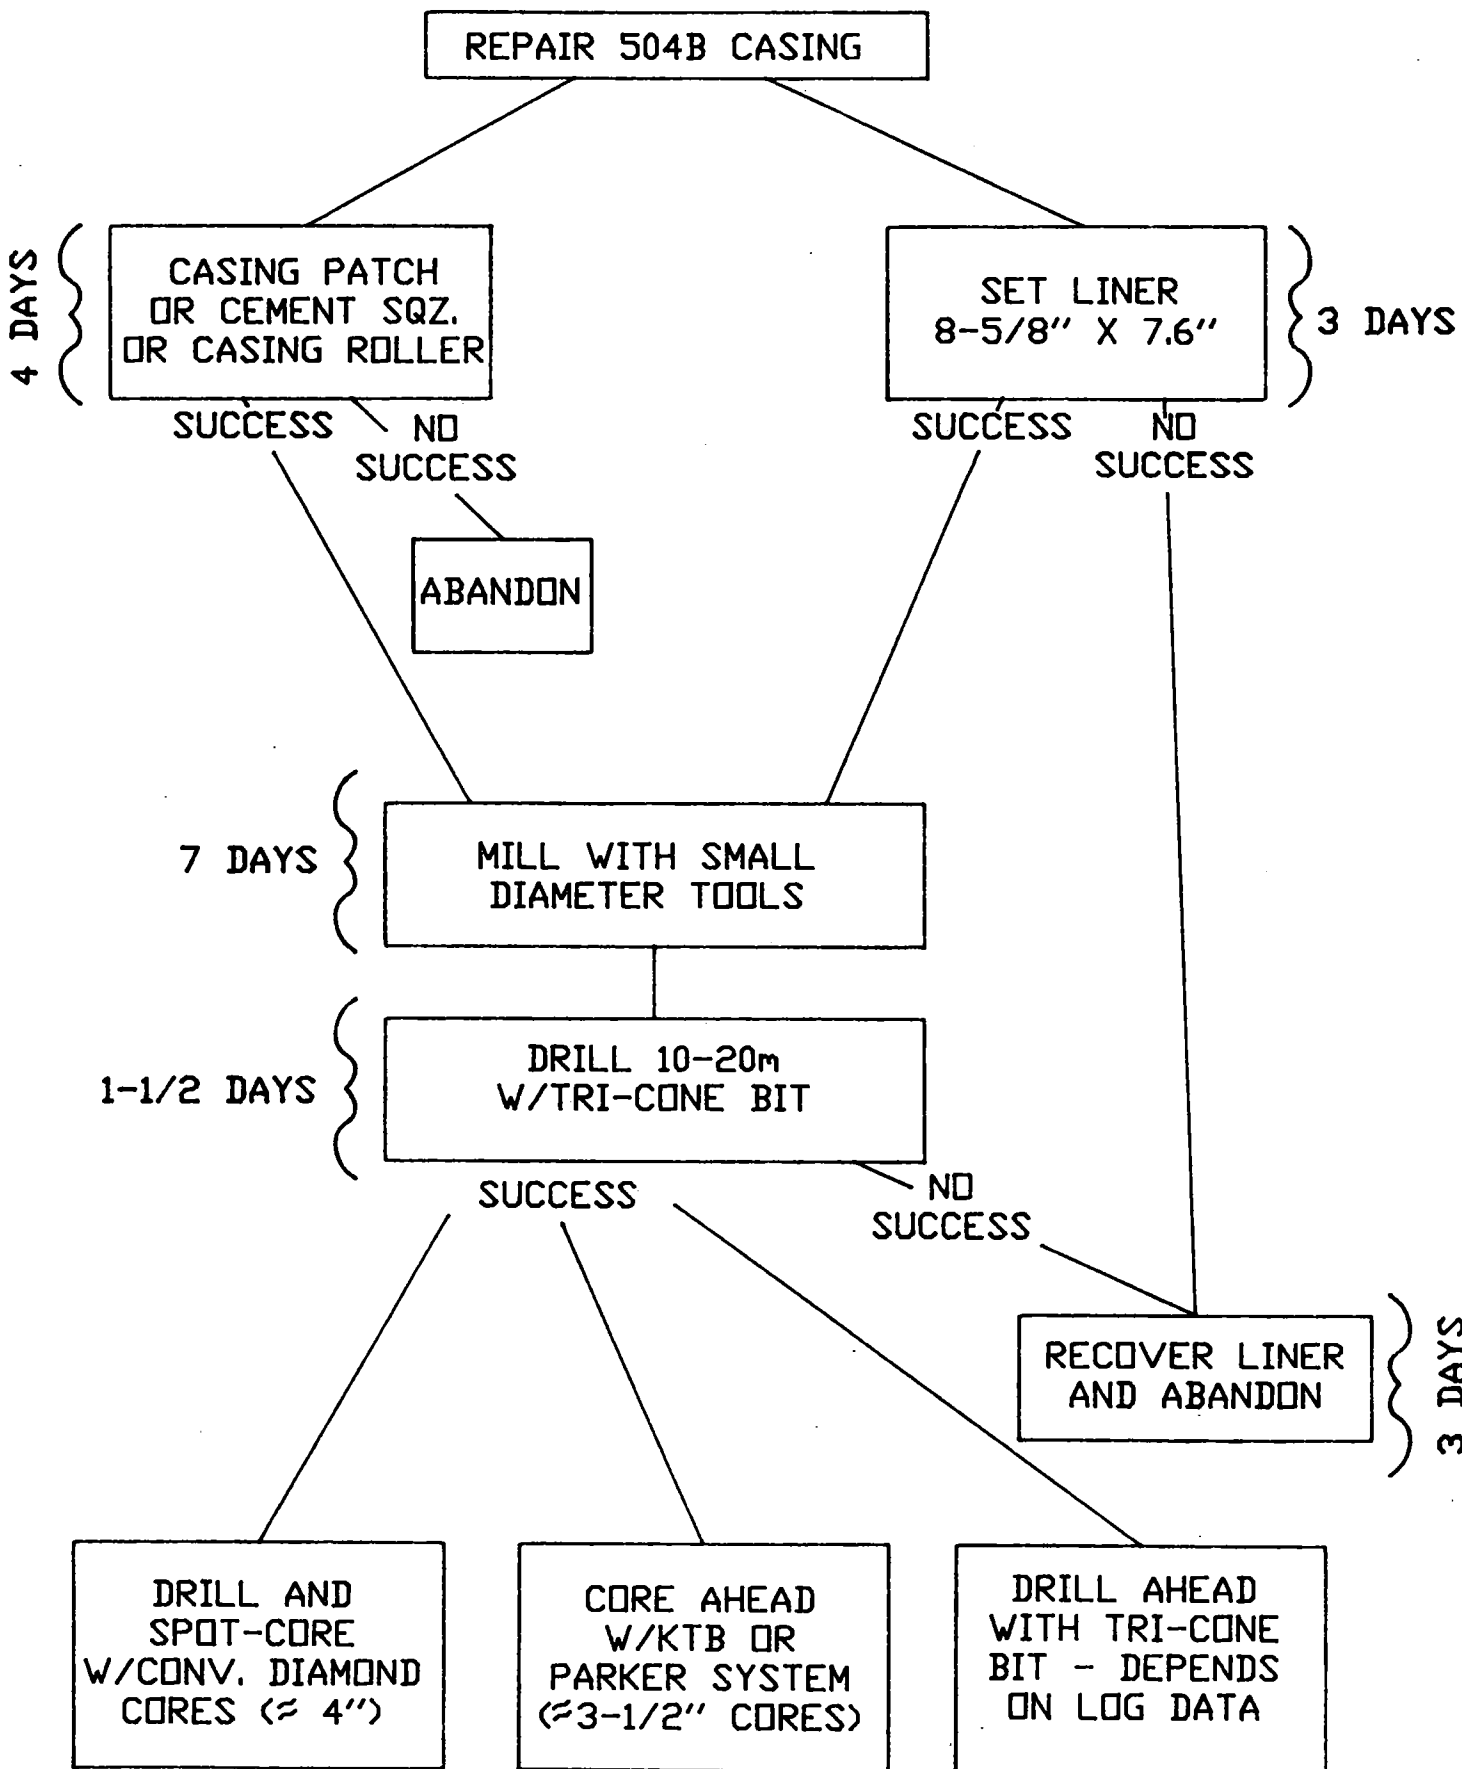 REPAIR 504B CASING
4 DAYS
CASING PATCH
OR CEMENT SQZ.
OR CASING ROLLER
SET LINER
8-5/8" X 7.6"
3 DAYS
SUCCESS
NO
SUCCESS
SUCCESS
NO
SUCCESS
ABANDON
7 DAYS
MILL WITH SMALL
DIAMETER TOOLS
1-1/2 DAYS
DRILL 10-20m
W/TRI-CONE BIT
SUCCESS
NO
SUCCESS
RECOVER LINER
AND ABANDON
3 DAYS
DRILL AND
SPOT-CORE
W/CONV. DIAMOND
CORES (≈ 4")
CORE AHEAD
W/KTB OR
PARKER SYSTEM
(≈3-1/2" CORES)
DRILL AHEAD
WITH TRI-CONE
BIT - DEPENDS
ON LOG DATA